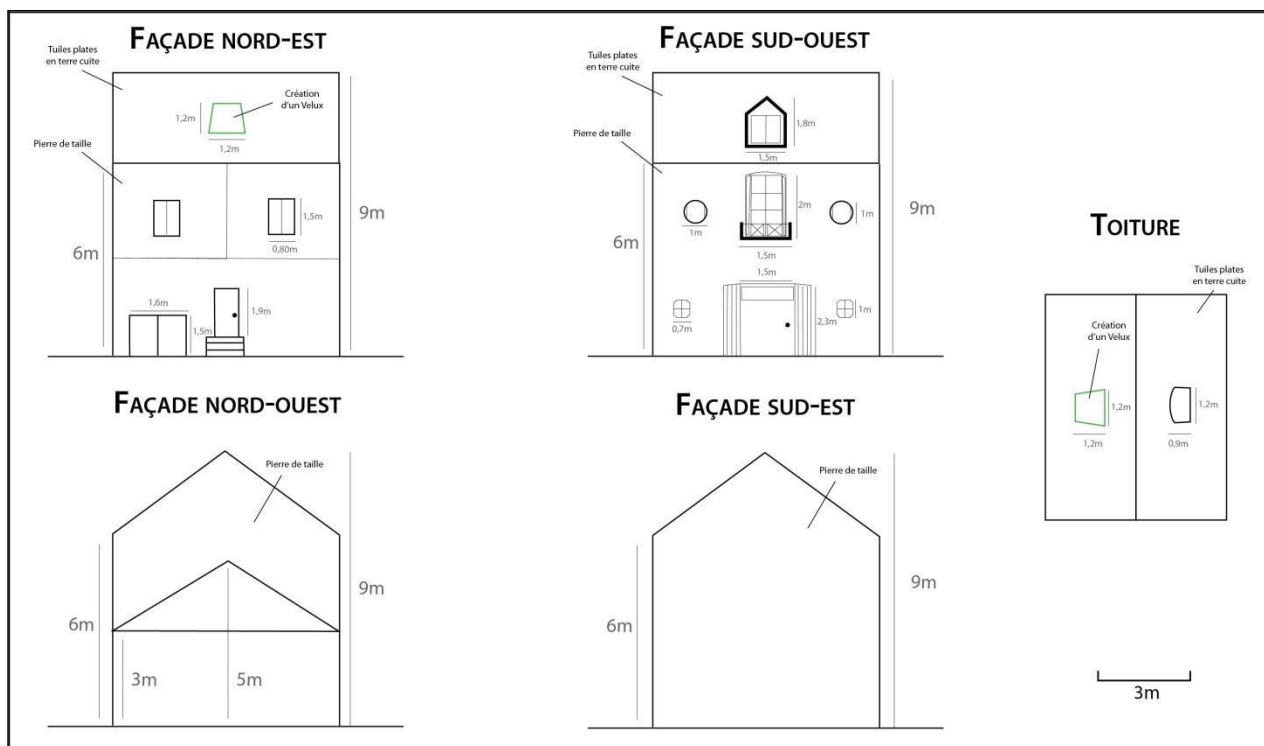 FAÇADE NORD-EST
Tuiles plates
en terre cuite
Création
d'un Velux
1,2m
1,2m
Pierre de taille
1,5m
0,80m
6m
9m
1,6m
1,5m
1,9m
FAÇADE SUD-OUEST
Tuiles plates
en terre cuite
1,8m
1,5m
Pierre de taille
2m
1m
1m
1,5m
6m
9m
1,5m
0,7m
2,3m
1m
TOITURE
Tuiles plates
en terre cuite
Création
d'un Velux
1,2m
1,2m
1,2m
0,9m
3m
FAÇADE NORD-OUEST
Pierre de taille
6m
9m
3m
5m
FAÇADE SUD-EST
Pierre de taille
6m
9m